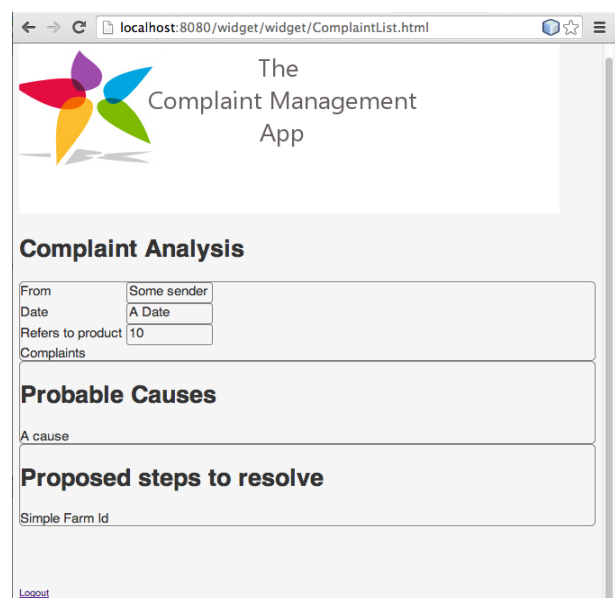 localhost:8080/widget/widget/ComplaintList.html
The
Complaint Management
App
Complaint Analysis
From Some sender
Date A Date
Refers to product 10
Complaints
Probable Causes
A cause
Proposed steps to resolve
Simple Farm Id
Logout